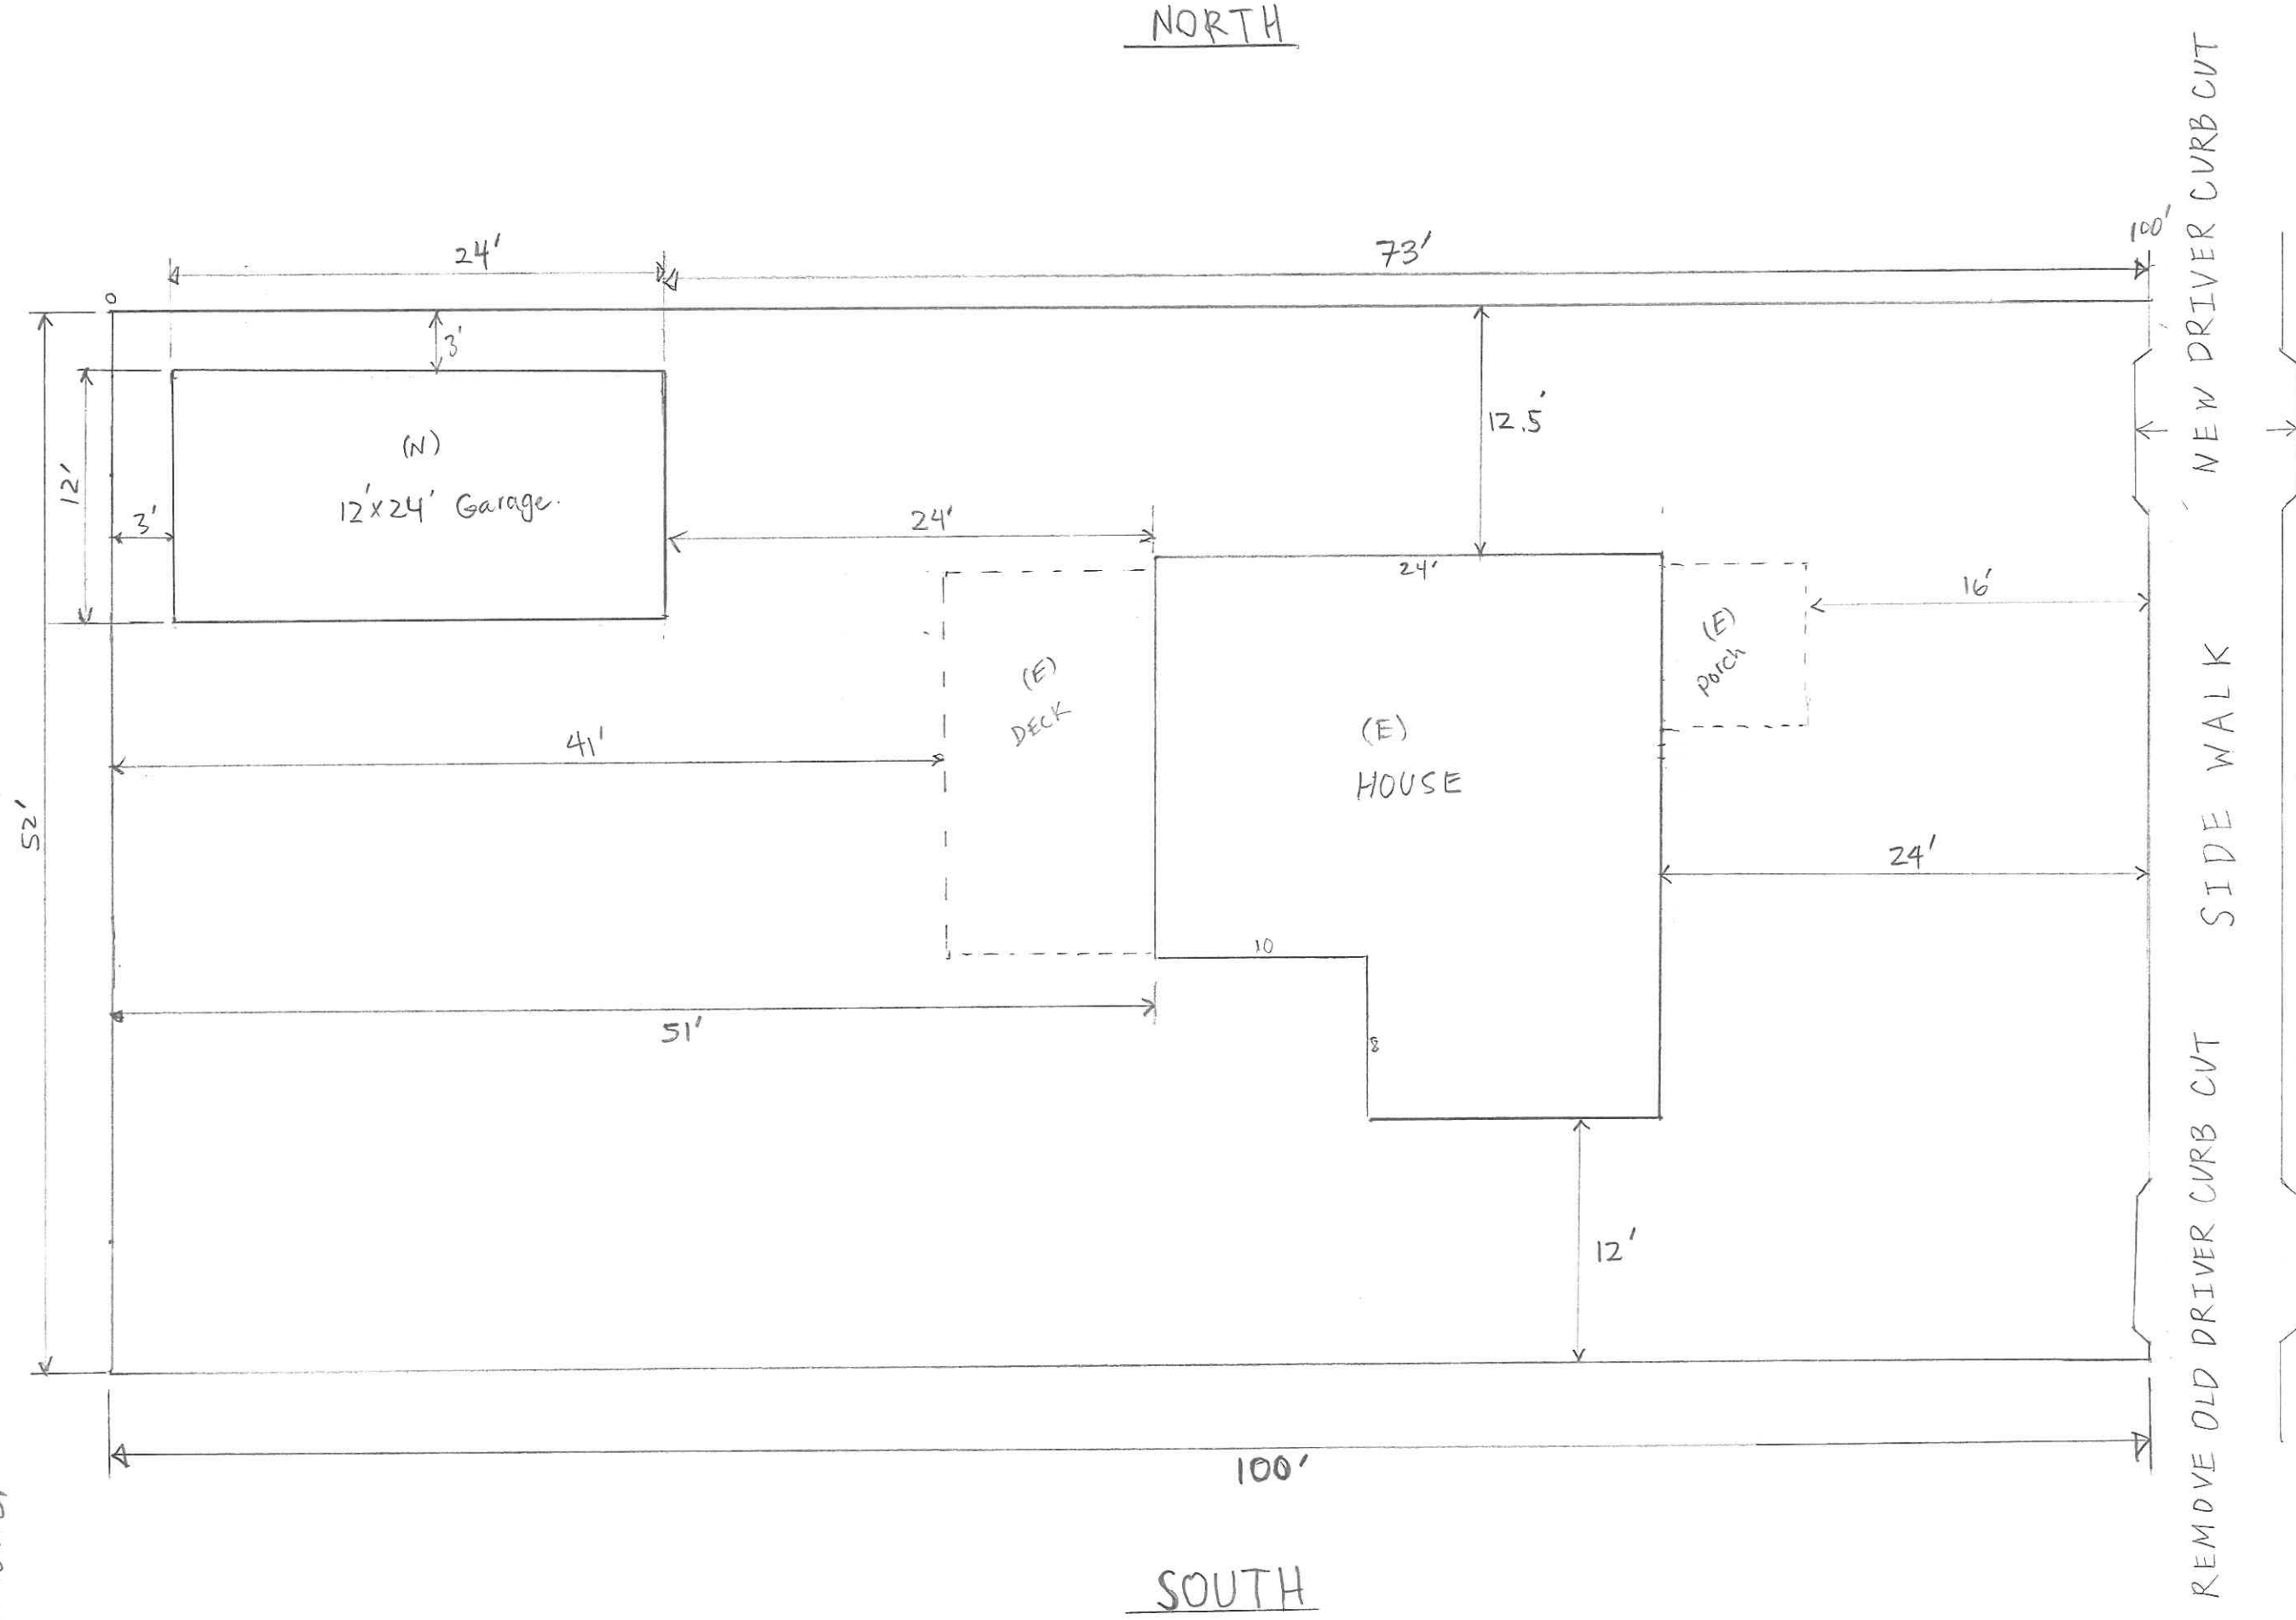 NORTH
NEW DRIVER CURB CUT
100'
24'
73'
0
3'
12'
(N)
12'x24' Garage.
3'
12.5'
24'
24'
16'
(E)
Porch
(E)
DECK
(E)
HOUSE
41'
52'
24'
SIDE WALK
10
51'
8
12'
REMOVE OLD DRIVER CURB CUT
100'
SOUTH